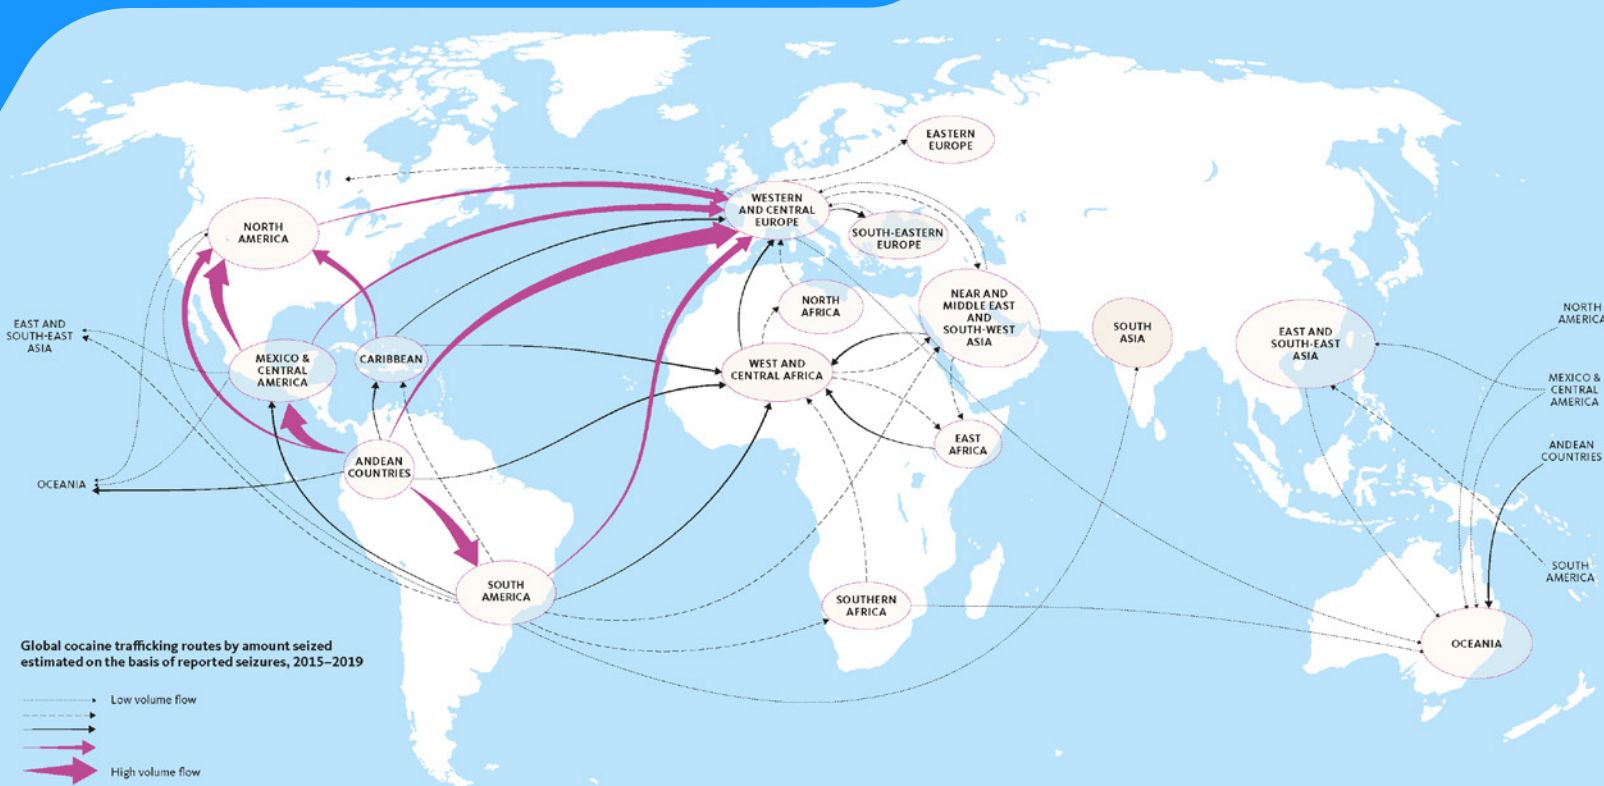 EASTERN
EUROPE
WESTERN
AND CENTRAL
EUROPE
SOUTH-EASTERN
EUROPE
NORTH
AMERICA
NORTH
AFRICA
NEAR AND
MIDDLE EAST
AND
SOUTH-WEST
ASIA
SOUTH
ASIA
EAST AND
SOUTH-EAST
ASIA
NORTH
AMERICA
EAST AND
SOUTH-EAST
ASIA
MEXICO &
CENTRAL
AMERICA
CARIBBEAN
WEST AND
CENTRAL AFRICA
MEXICO &
CENTRAL
AMERICA
EAST
AFRICA
ANDEAN
COUNTRIES
ANDEAN
COUNTRIES
OCEANIA
SOUTH
AMERICA
SOUTH
AMERICA
SOUTHERN
AFRICA
OCEANIA
Global cocaine trafficking routes by amount seized
estimated on the basis of reported seizures, 2015–2019
Low volume flow
High volume flow